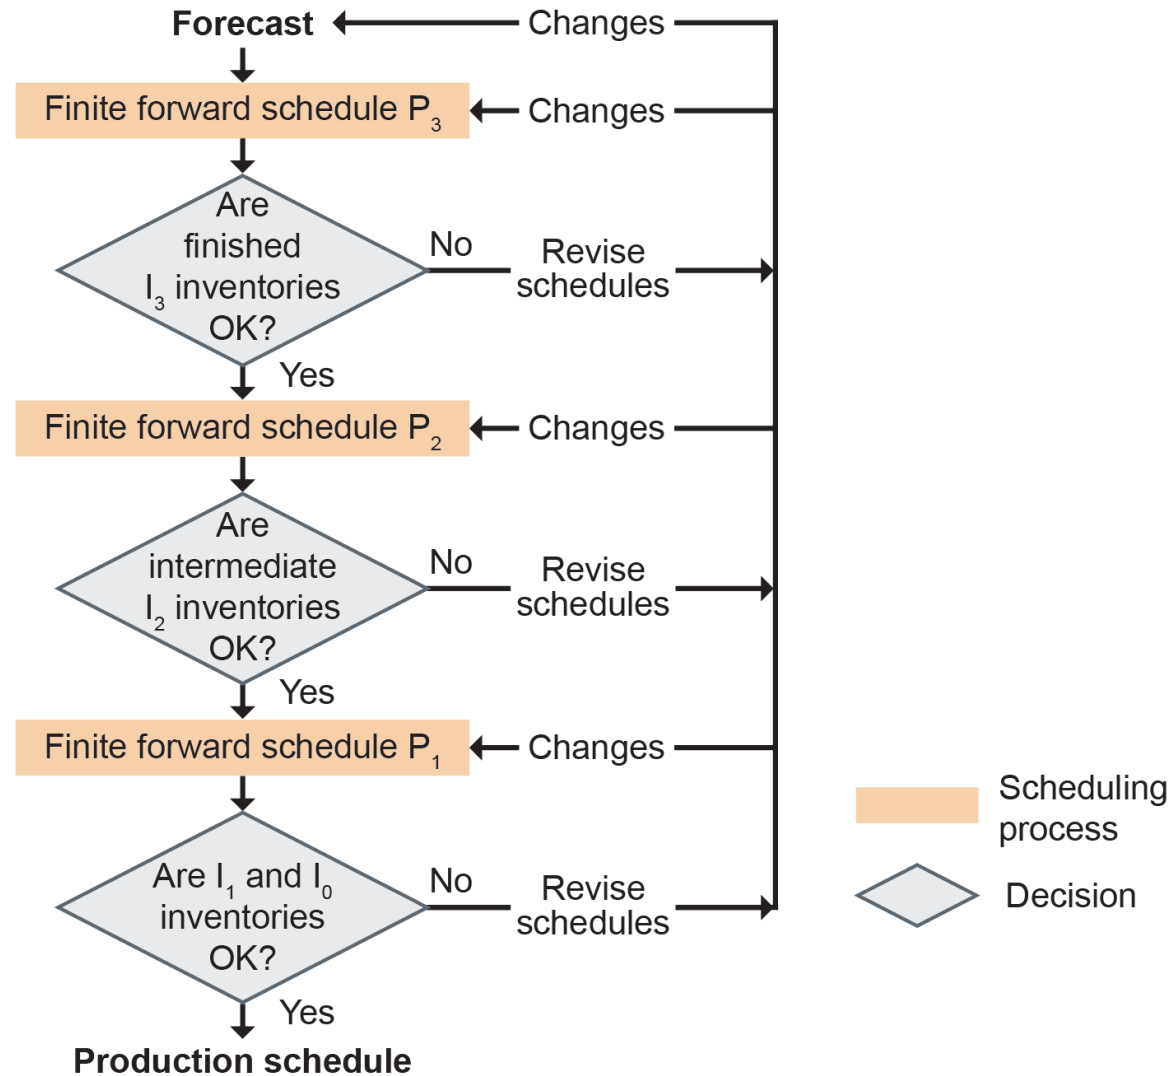 Forecast
Changes
Finite forward schedule P₃
Changes
Are
finished
I₃ inventories
OK?
No
Revise
schedules
Yes
Finite forward schedule P₂
Changes
Are
intermediate
I₂ inventories
OK?
No
Revise
schedules
Yes
Finite forward schedule P₁
Changes
Are I₁ and I₀
inventories
OK?
No
Revise
schedules
Yes
Production schedule
Scheduling
process
Decision